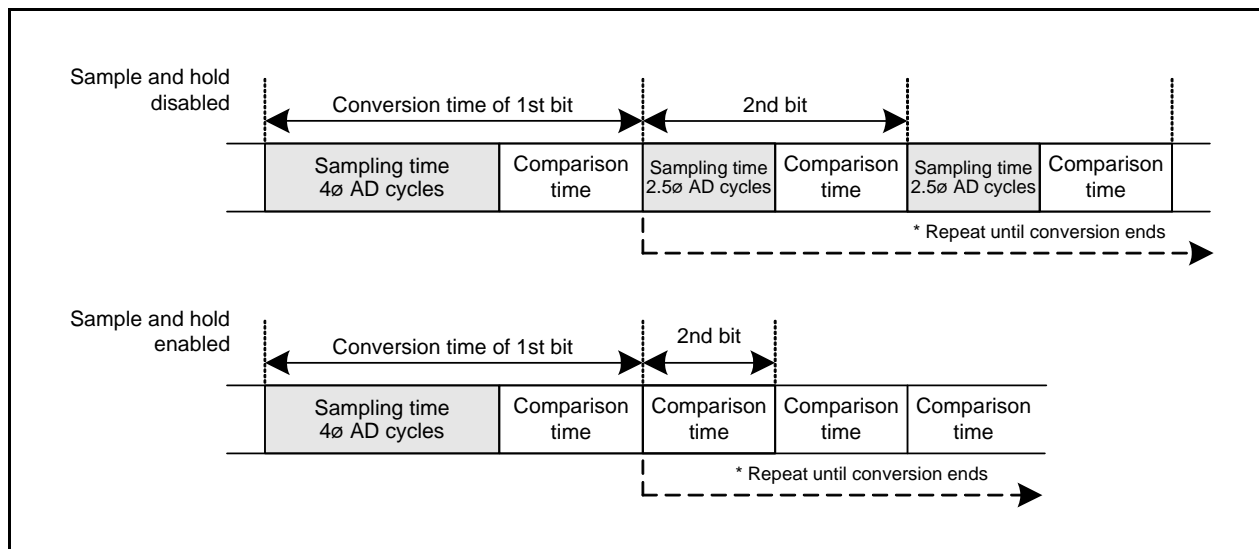 Sample and hold
disabled
Conversion time of 1st bit
2nd bit
Sampling time
4ø AD cycles
Comparison
time
Sampling time
2.5ø AD cycles
Comparison
time
Sampling time
2.5ø AD cycles
Comparison
time
* Repeat until conversion ends
Sample and hold
enabled
Conversion time of 1st bit
2nd bit
Sampling time
4ø AD cycles
Comparison
time
Comparison
time
Comparison
time
Comparison
time
* Repeat until conversion ends